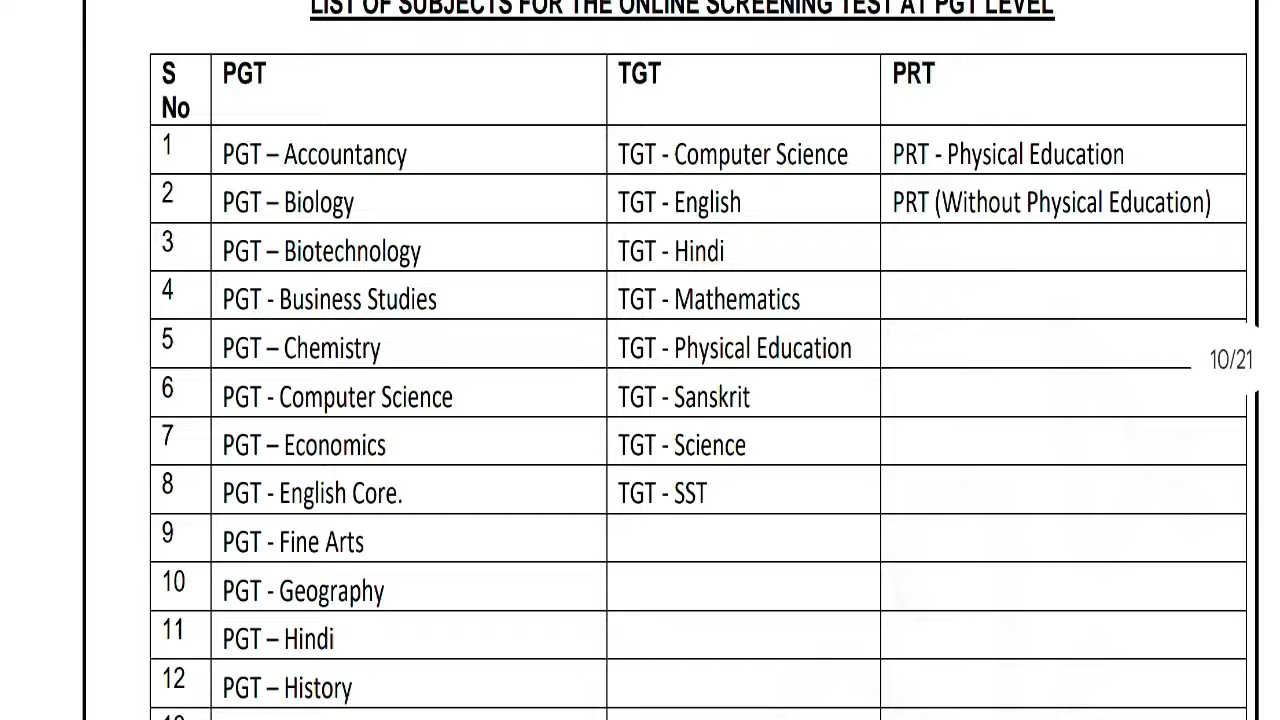 LIST OF SUBJECTS FOR THE ONLINE SCREENING TEST AT PGT LEVEL
S No PGT TGT PRT
1 PGT – Accountancy TGT - Computer Science PRT - Physical Education
2 PGT – Biology TGT - English PRT (Without Physical Education)
3 PGT – Biotechnology TGT - Hindi
4 PGT - Business Studies TGT - Mathematics
5 PGT – Chemistry TGT - Physical Education
10/21
6 PGT - Computer Science TGT - Sanskrit
7 PGT – Economics TGT - Science
8 PGT - English Core. TGT - SST
9 PGT - Fine Arts
10 PGT - Geography
11 PGT – Hindi
12 PGT – History